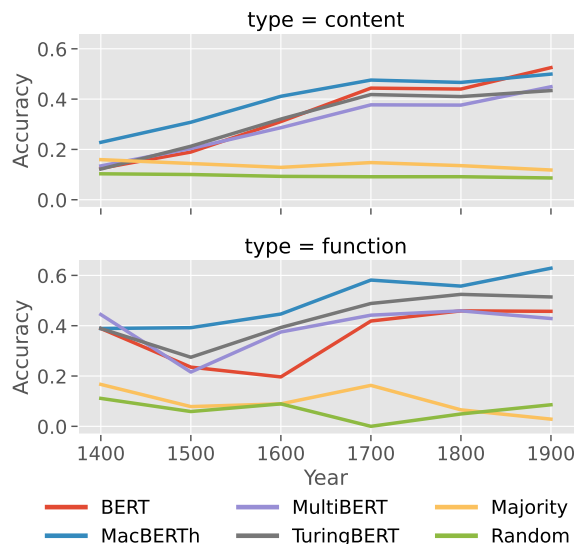 type = content
0.6
0.4
0.2
0.0
Accuracy
type = function
0.6
0.4
0.2
0.0
Accuracy
1400 1500 1600 1700 1800 1900
Year
BERT MultiBERT Majority
MacBERTh TuringBERT Random